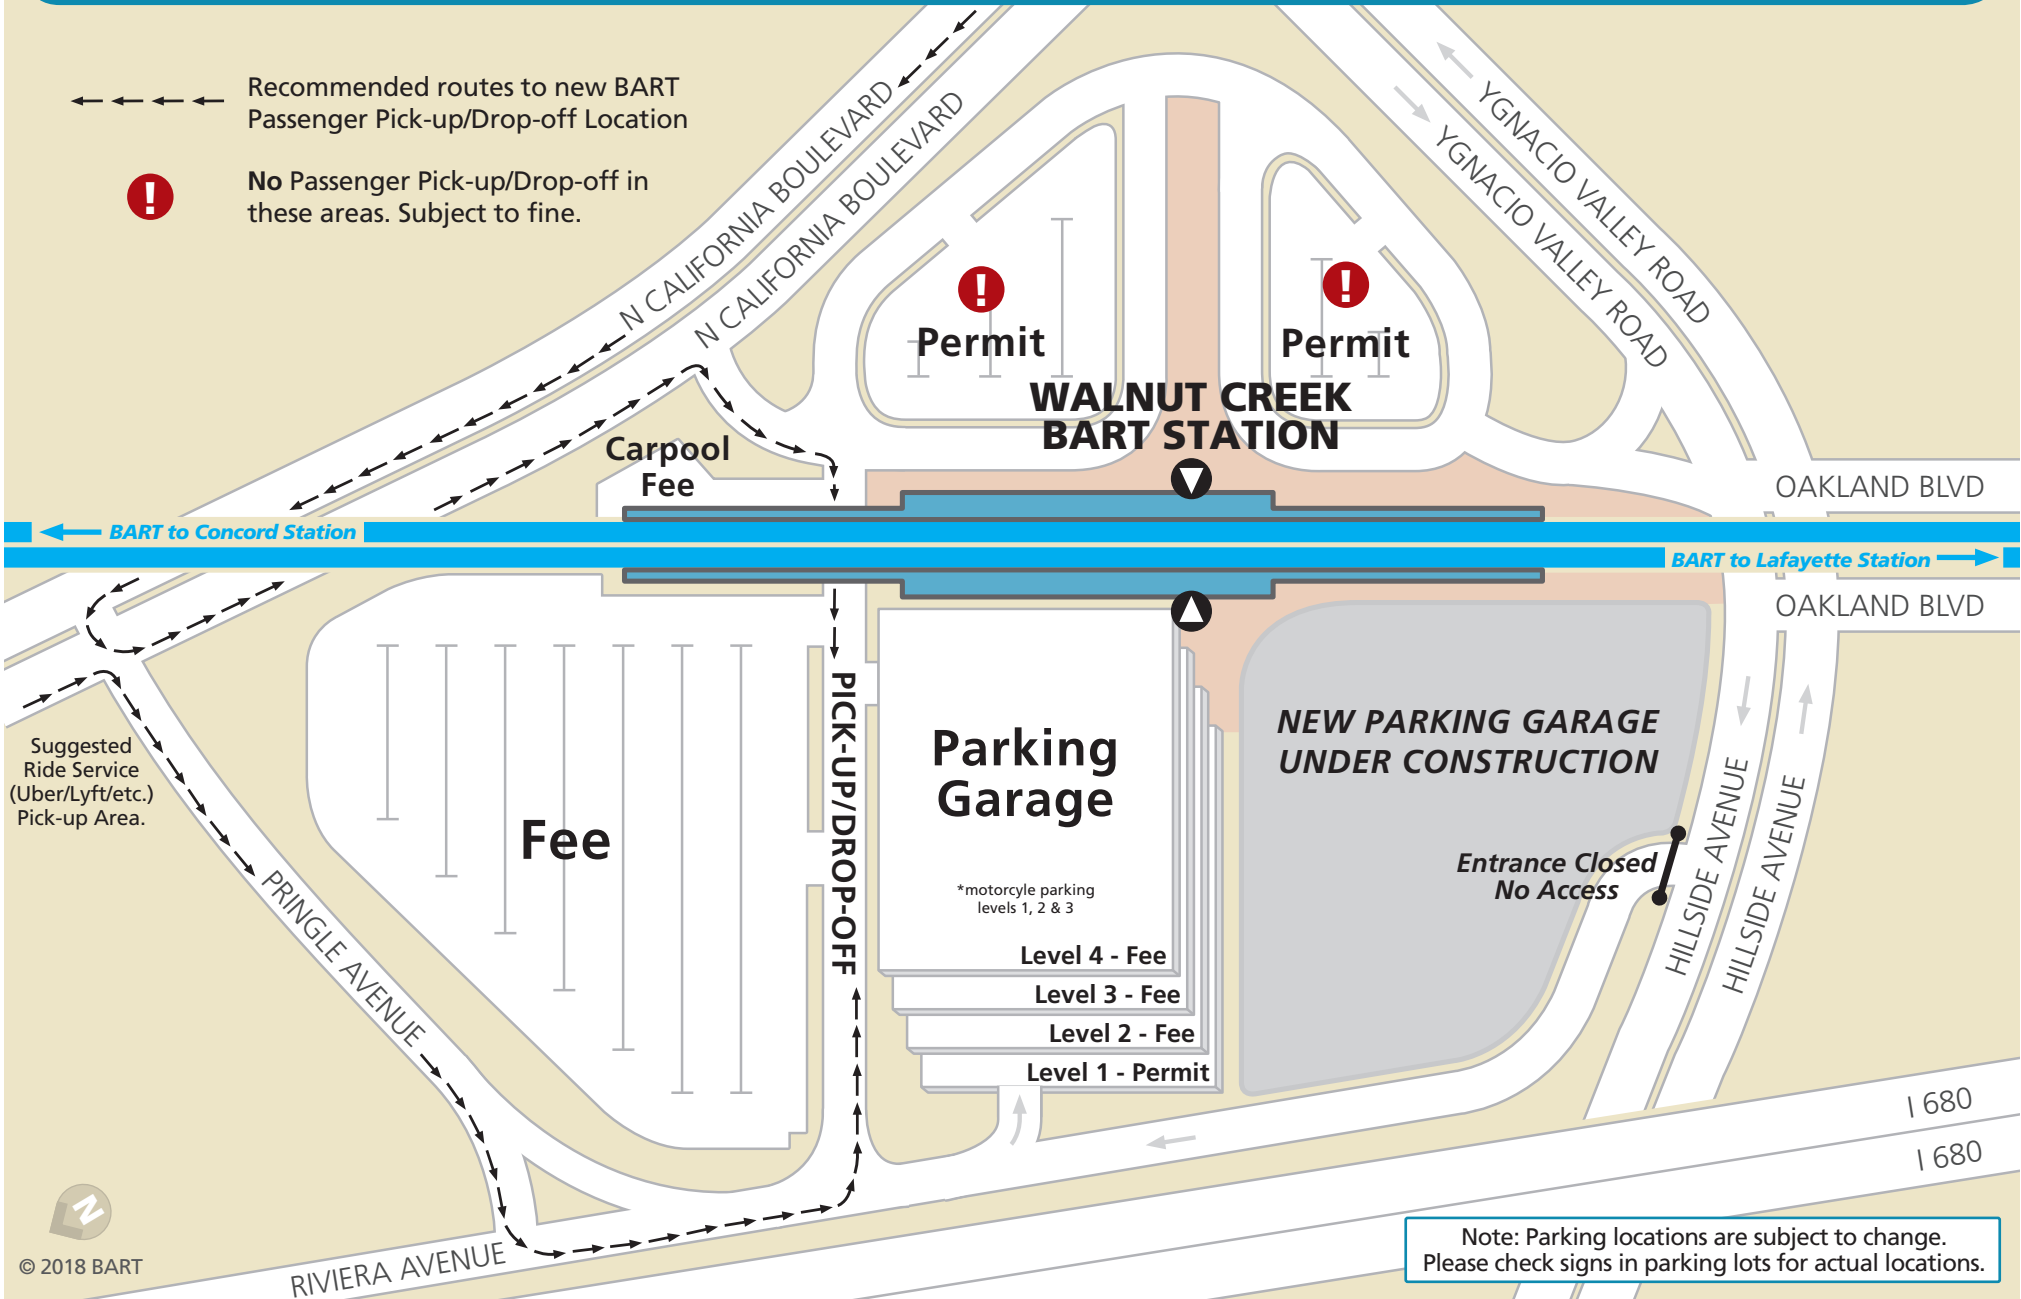 Recommended routes to new BART
Passenger Pick-up/Drop-off Location
No Passenger Pick-up/Drop-off in
these areas. Subject to fine.
N CALIFORNIA BOULEVARD
N CALIFORNIA BOULEVARD
YGNACIO VALLEY ROAD
YGNACIO VALLEY ROAD
!
!
!
Permit
Permit
WALNUT CREEK
BART STATION
Carpool
Fee
OAKLAND BLVD
BART to Concord Station
BART to Lafayette Station
OAKLAND BLVD
Suggested
Ride Service
(Uber/Lyft/etc.)
Pick-up Area.
PICK-UP/DROP-OFF
Parking
Garage
NEW PARKING GARAGE
UNDER CONSTRUCTION
Fee
*motorcyle parking
levels 1, 2 & 3
Entrance Closed
No Access
HILLSIDE AVENUE
HILLSIDE AVENUE
PRINGLE AVENUE
Level 4 - Fee
Level 3 - Fee
Level 2 - Fee
Level 1 - Permit
I 680
I 680
N
© 2018 BART
RIVIERA AVENUE
Note: Parking locations are subject to change.
Please check signs in parking lots for actual locations.